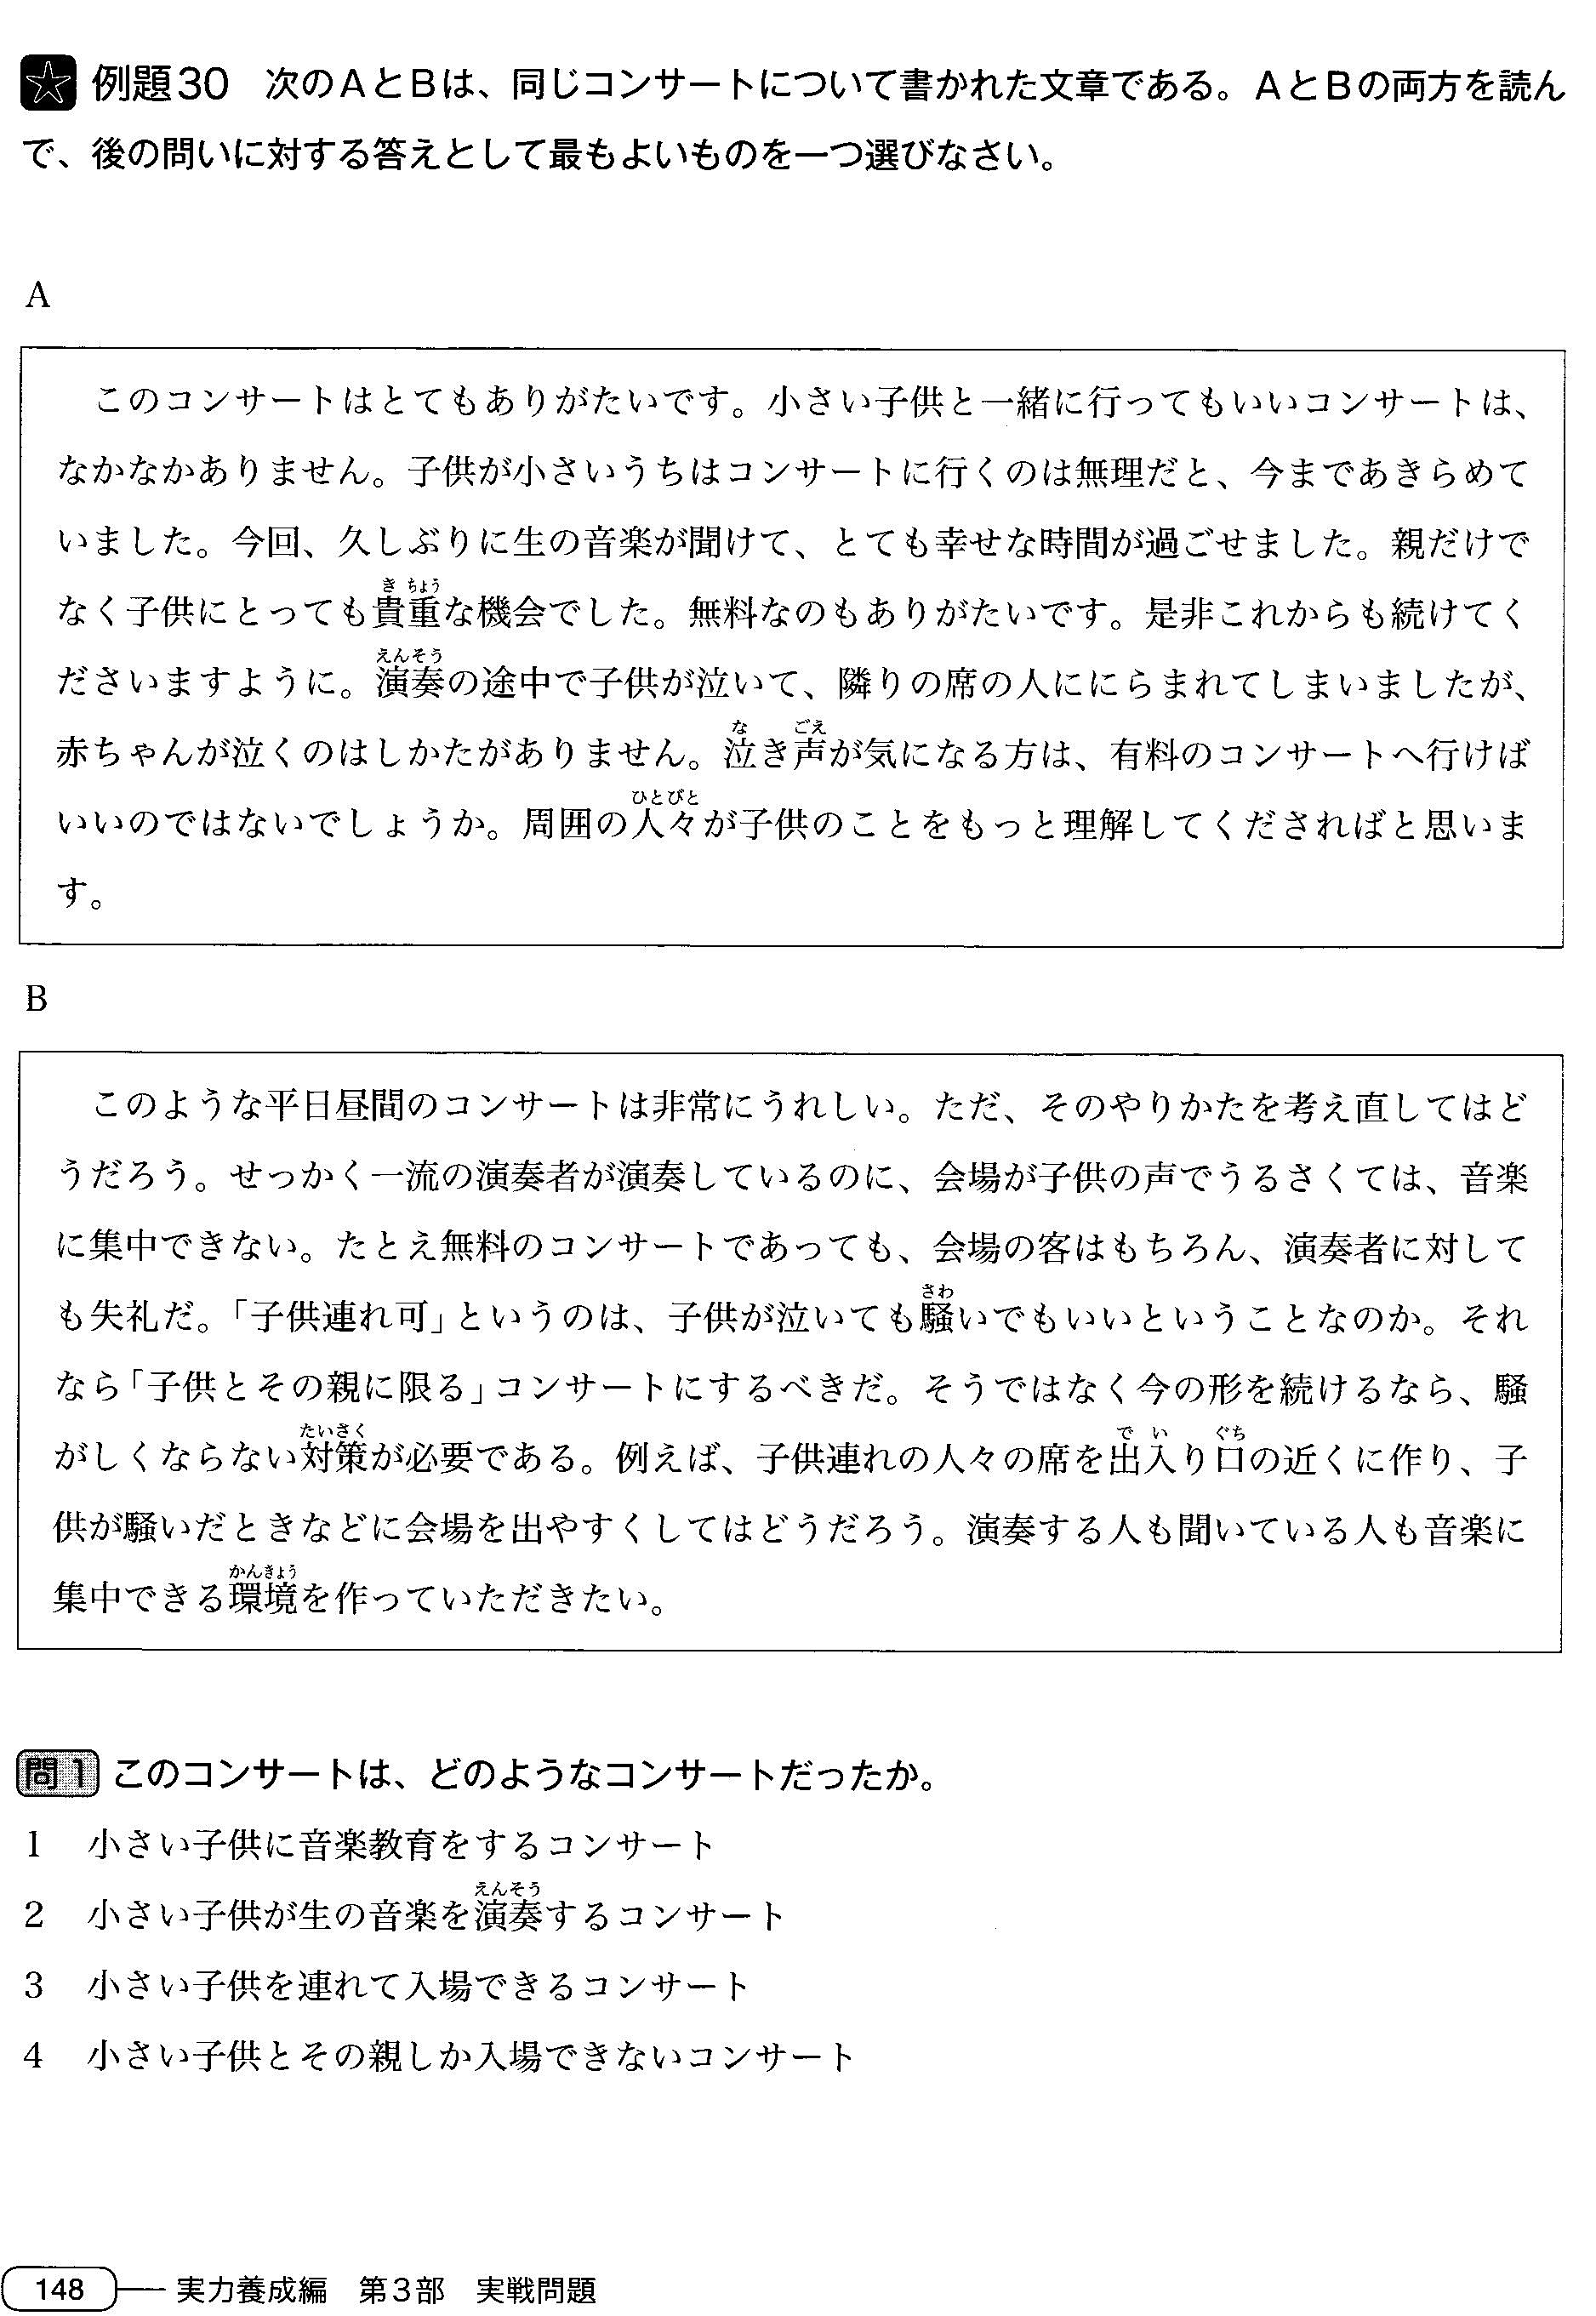 例題30　次のAとBは、同じコンサートについて書かれた文章である。AとBの両方を読ん
で、後の問いに対する答えとして最もよいものを一つ選びなさい。
A
このコンサートはとてもありがたいです。小さい子供と一緒に行ってもいいコンサートは、
なかなかありません。子供が小さいうちはコンサートに行くのは無理だと、今まであきらめて
いました。今回、久しぶりに生の音楽が聞けて、とても幸せな時間が過ごせました。親だけで
き ちょう
なく子供にとっても貴重な機会でした。無料なのもありがたいです。是非これからも続けてく
えんそう
ださいますように。演奏の途中で子供が泣いて、隣りの席の人ににらまれてしまいましたが、
な ごえ
赤ちゃんが泣くのはしかたがありません。泣き声が気になる方は、有料のコンサートへ行けば
ひとびと
いいのではないでしょうか。周囲の人々が子供のことをもっと理解してくださればと思いま
す。
B
このような平日昼間のコンサートは非常にうれしい。ただ、そのやりかたを考え直してはど
うだろう。せっかく一流の演奏者が演奏しているのに、会場が子供の声でうるさくては、音楽
に集中できない。たとえ無料のコンサートであっても、会場の客はもちろん、演奏者に対して
さわ
も失礼だ。「子供連れ可」というのは、子供が泣いても騒いでもいいということなのか。それ
なら「子供とその親に限る」コンサートにするべきだ。そうではなく今の形を続けるなら、騒
たいさく で い ぐち
がしくならない対策が必要である。例えば、子供連れの人々の席を出入り口の近くに作り、子
供が騒いだときなどに会場を出やすくしてはどうだろう。演奏する人も聞いている人も音楽に
かんきょう
集中できる環境を作っていただきたい。
問1 このコンサートは、どのようなコンサートだったか。
1　小さい子供に音楽教育をするコンサート
えんそう
2　小さい子供が生の音楽を演奏するコンサート
3　小さい子供を連れて入場できるコンサート
4　小さい子供とその親しか入場できないコンサート
148 実力養成編　第3部　実戦問題